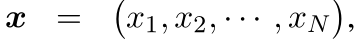 x = (x₁, x₂, ⋯ , x_N),